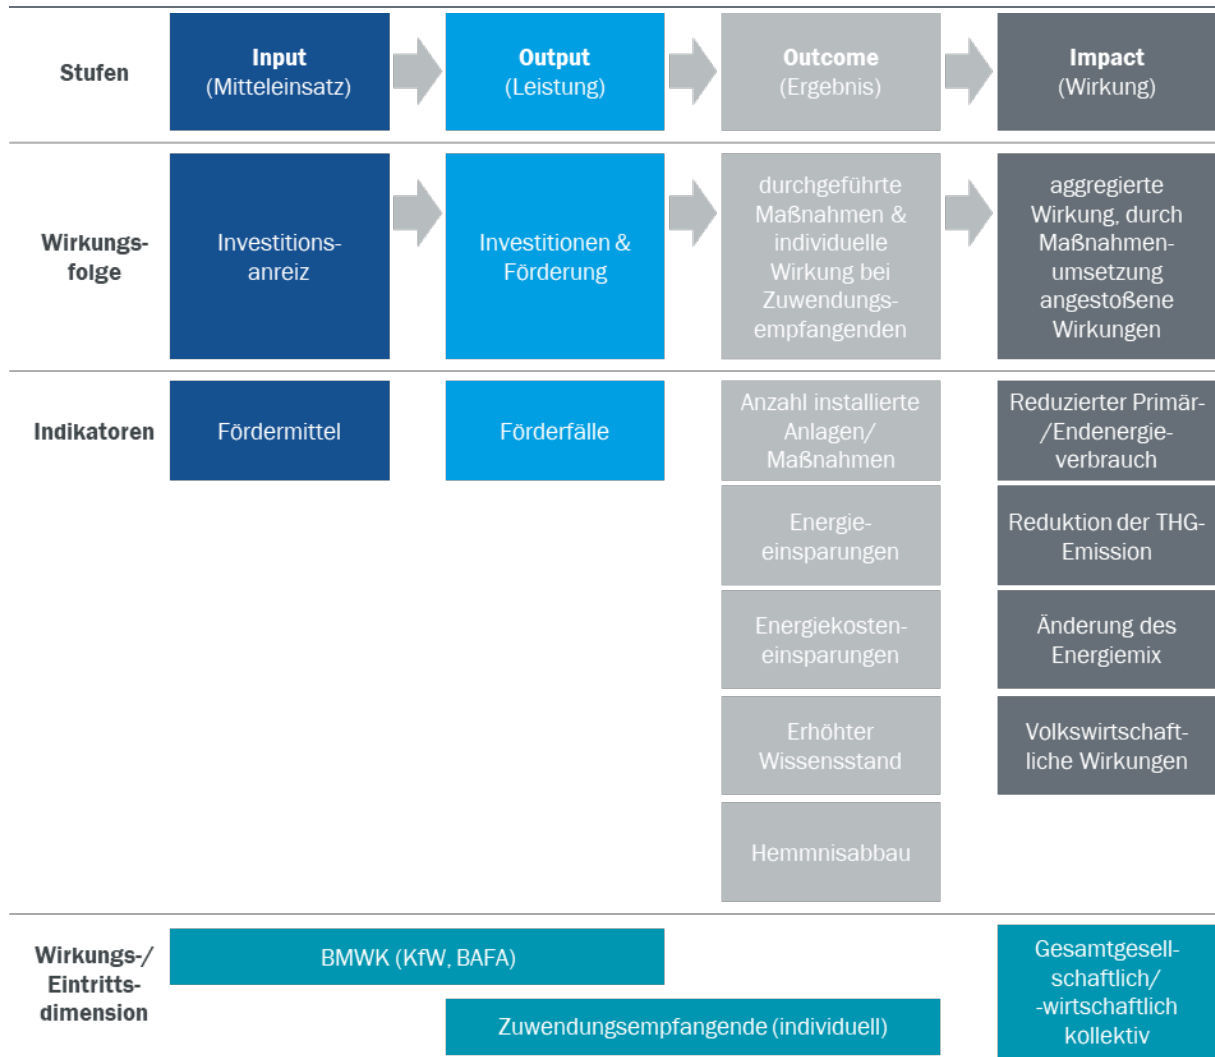 Stufen
Input
(Mitteleinsatz)
Output
(Leistung)
Outcome
(Ergebnis)
Impact
(Wirkung)
Wirkungs-
folge
Investitions-
anreiz
Investitionen &
Förderung
durchgeführte
Maßnahmen &
individuelle
Wirkung bei
Zuwendungs-
empfangenden
aggregierte
Wirkung, durch
Maßnahmen-
umsetzung
angestoßene
Wirkungen
Indikatoren
Fördermittel
Förderfälle
Anzahl installierte
Anlagen/
Maßnahmen
Reduzierter Primär-
/Endenergie-
verbrauch
Energie-
einsparungen
Reduktion der THG-
Emission
Energiekosten-
einsparungen
Änderung des
Energiemix
Erhöhter
Wissensstand
Volkswirtschaft-
liche Wirkungen
Hemmnisabbau
Wirkungs-/
Eintritts-
dimension
BMWK (KfW, BAFA)
Zuwendungsempfangende (individuell)
Gesamtgesell-
schaftlich/
-wirtschaftlich
kollektiv